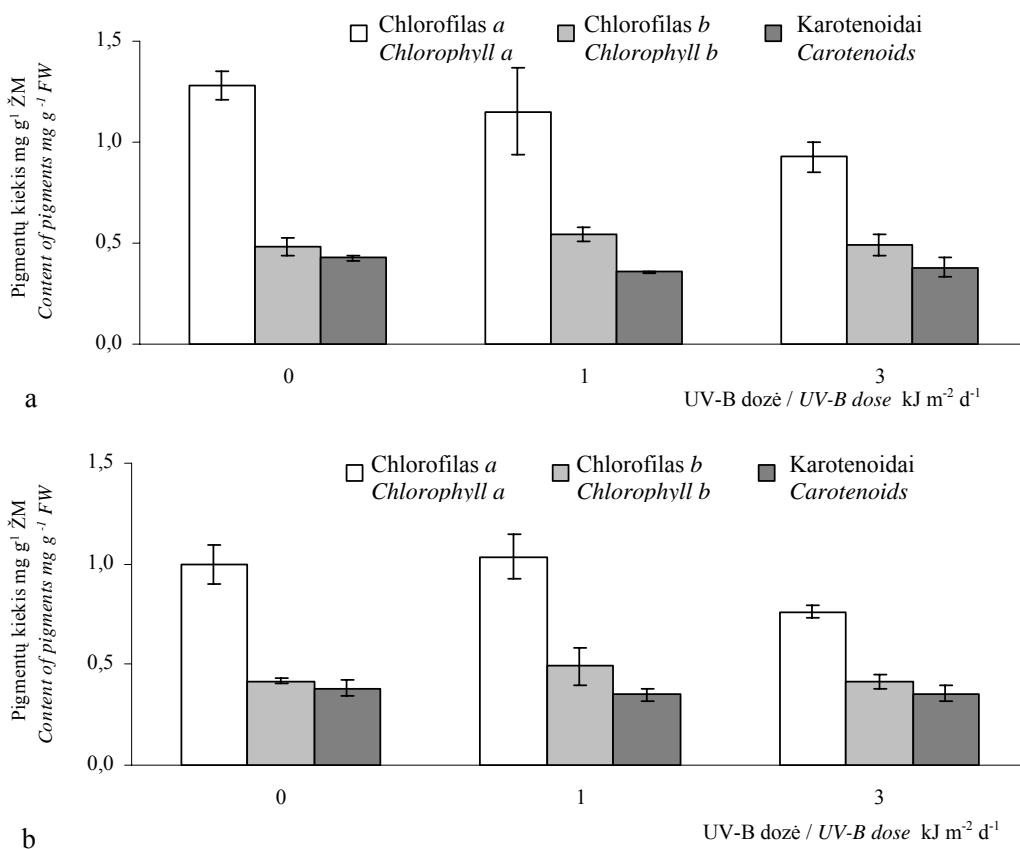 Chlorofilas a Chlorofilas b Karotenoidai
Chlorophyll a Chlorophyll b Carotenoids
Pigmentų kiekis mg g¹ ŽM
Content of pigments mg g⁻¹ FW
1,5
1,0
0,5
0,0
0 1 3
a
UV-B dozė / UV-B dose kJ m⁻² d⁻¹
Chlorofilas a Chlorofilas b Karotenoidai
Chlorophyll a Chlorophyll b Carotenoids
Pigmentų kiekis mg g¹ ŽM
Content of pigments mg g⁻¹ FW
1,5
1,0
0,5
0,0
0 1 3
b
UV-B dozė / UV-B dose kJ m⁻² d⁻¹